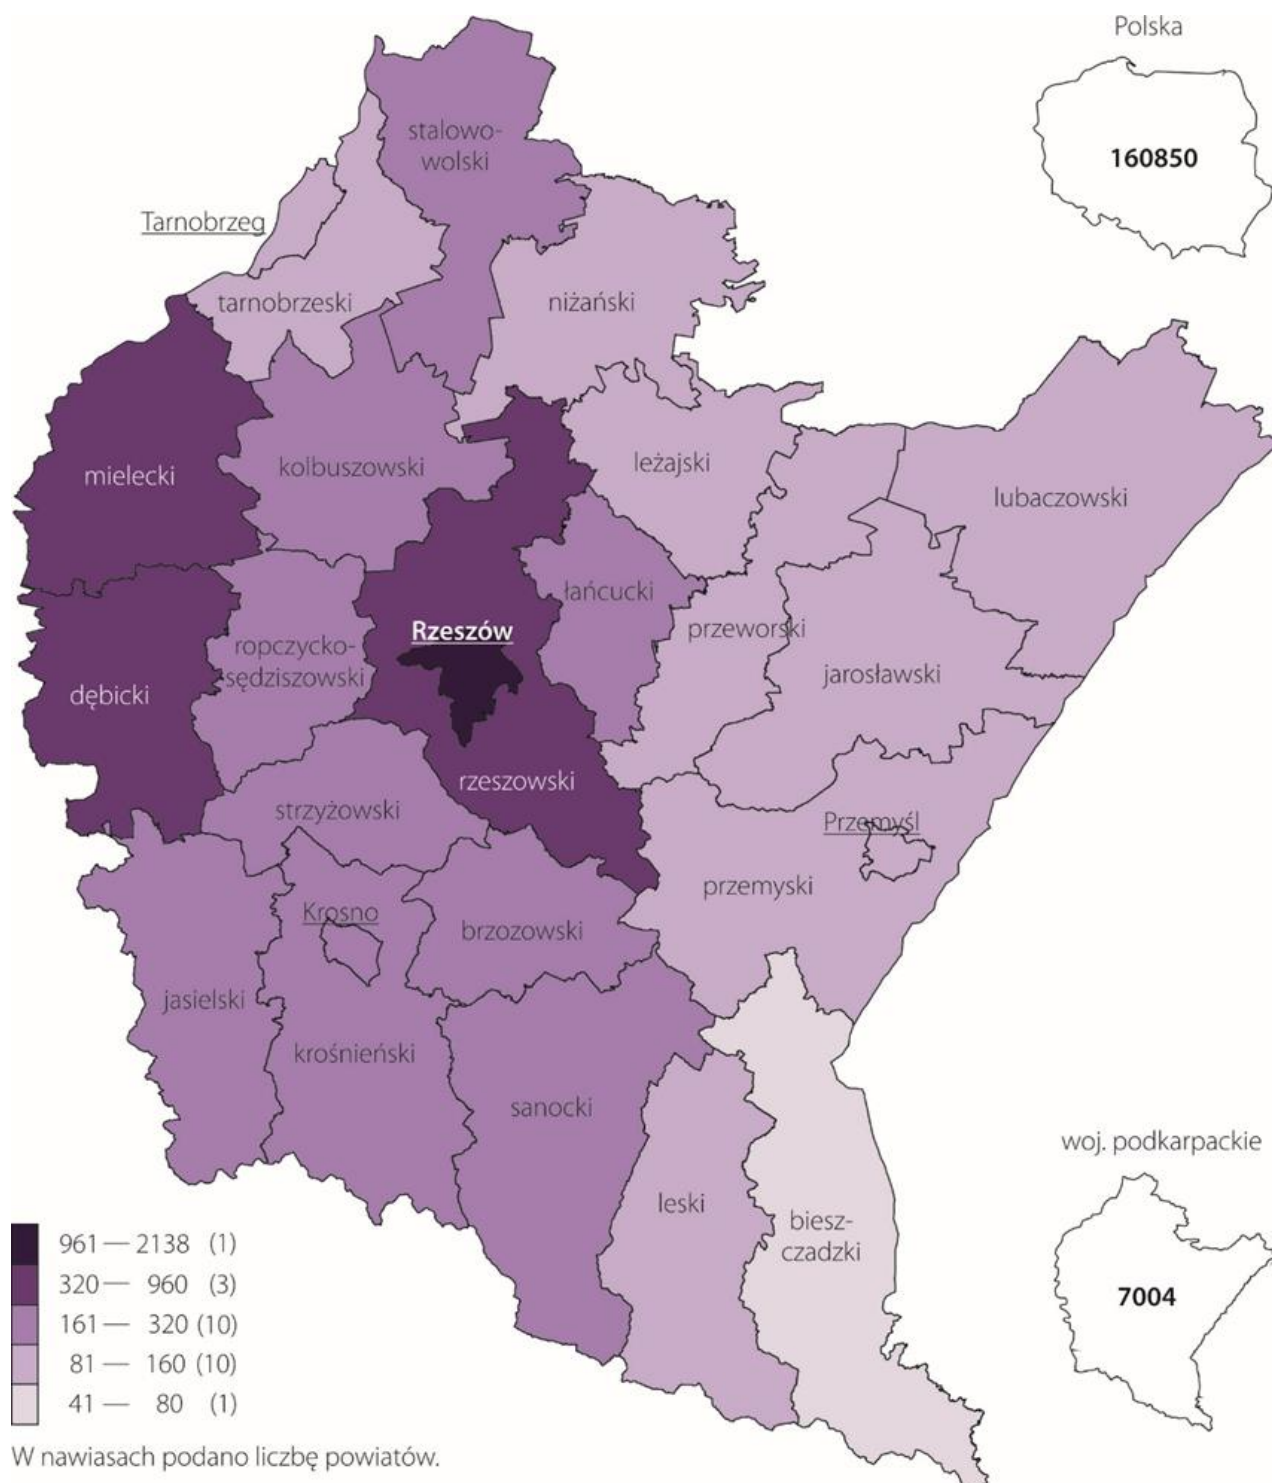 Polska
160850
stalowo-
wolski
Tarnobrzeg
tarnobrzeski
niżański
mielecki
kolbuszowski
leżajski
lubaczowski
łańcucki
Rzeszów
przeworski
ropczycko-
sędziszowski
jarosławski
dębicki
rzeszowski
strzyżowski
Przemyśl
przemyski
Krosno
brzozowski
jasielski
krośnieński
sanocki
woj. podkarpackie
7004
leski
biesz-
czadzki
961 — 2138 (1)
320 — 960 (3)
161 — 320 (10)
81 — 160 (10)
41 — 80 (1)
W nawiasach podano liczbę powiatów.